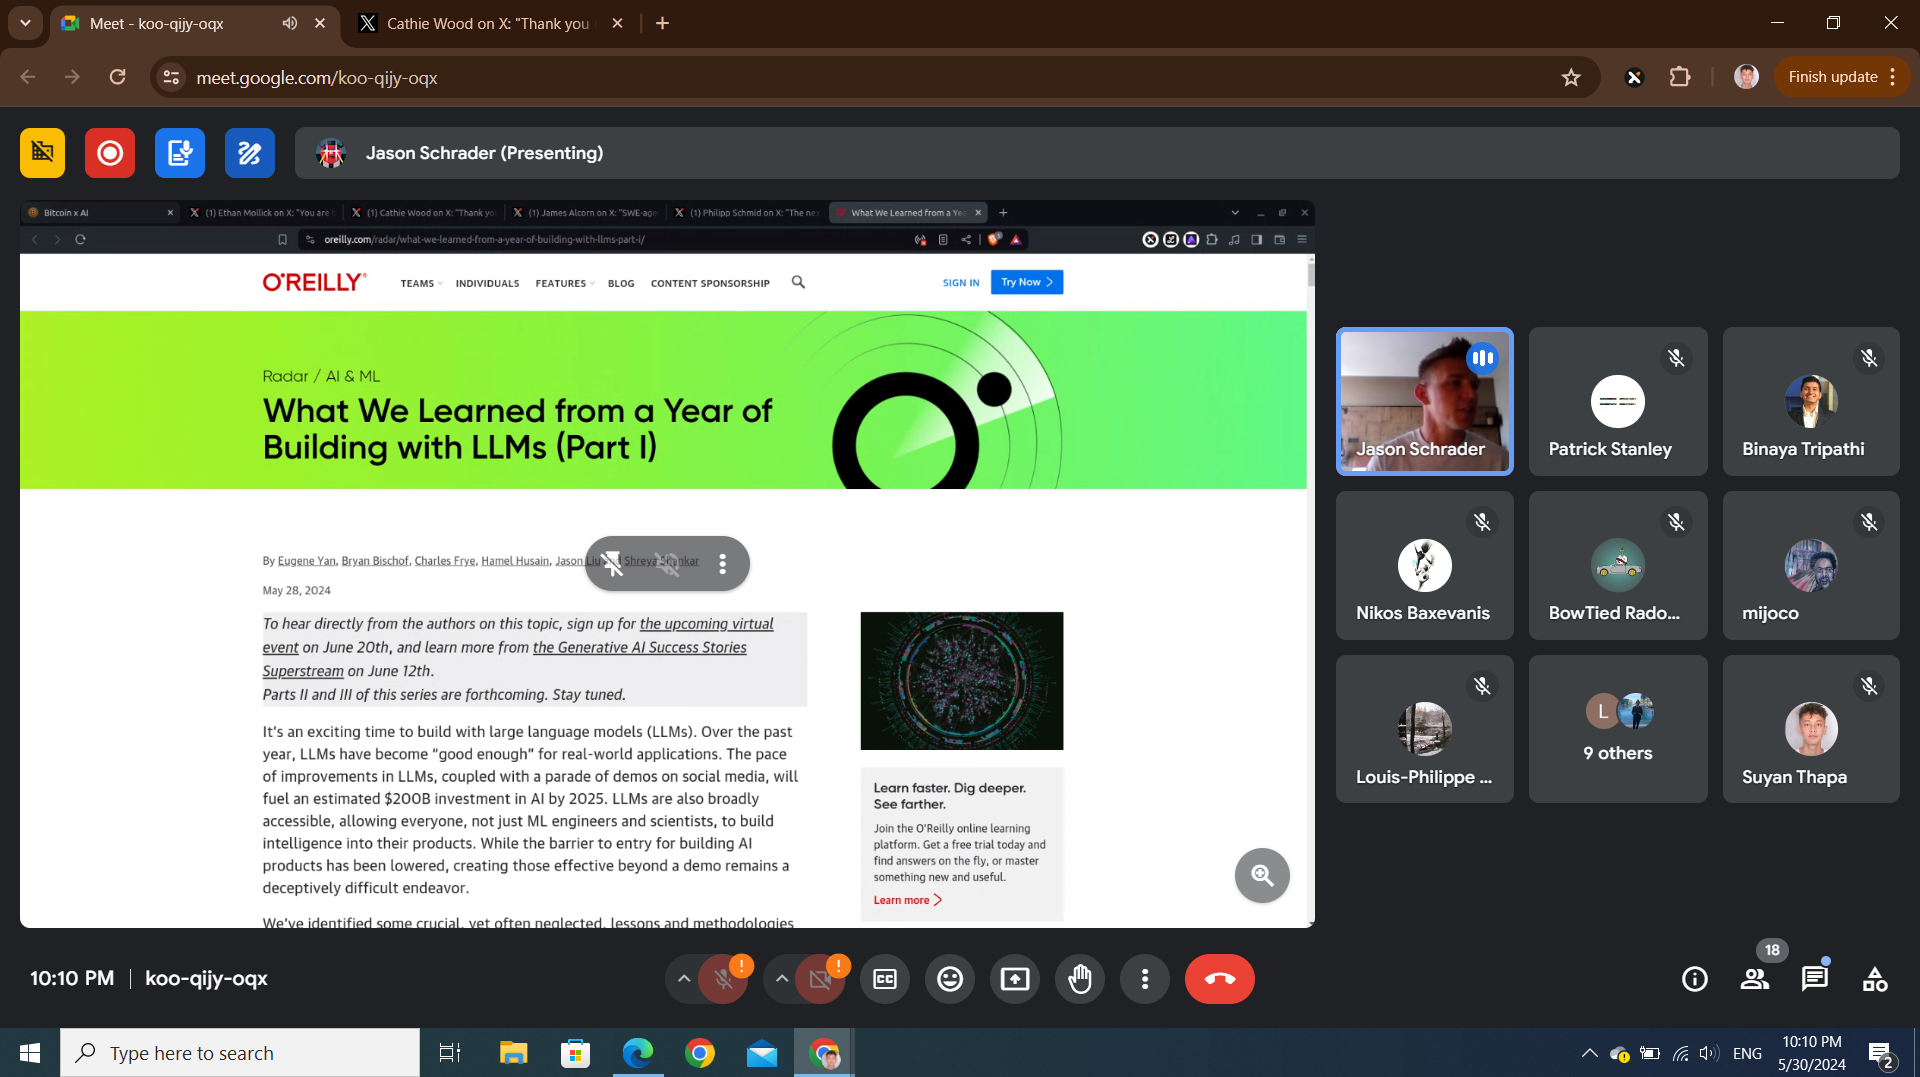 Meet - koo-qijy-oqx
Cathie Wood on X: "Thank you
meet.google.com/koo-qijy-oqx
Finish update
Jason Schrader (Presenting)
Bitcoin x AI
(1) Ethan Mollick on X: "You are
(1) Cathie Wood on X: "Thank you
(1) James Alcorn on X: "SWE-age
(1) Philipp Schmid on X: "The ne
What We Learned from a Ye
oreilly.com/radar/what-we-learned-from-a-year-of-building-with-llms-part-i/
O'REILLY
TEAMS
INDIVIDUALS
FEATURES
BLOG
CONTENT SPONSORSHIP
SIGN IN
Try Now
Radar / AI & ML
What We Learned from a Year of
Building with LLMs (Part I)
By Eugene Yan, Bryan Bischof, Charles Frye, Hamel Husain, Jason Liu
May 28, 2024
To hear directly from the authors on this topic, sign up for the upcoming virtual
event on June 20th, and learn more from the Generative AI Success Stories
Superstream on June 12th.
Parts II and III of this series are forthcoming. Stay tuned.
It's an exciting time to build with large language models (LLMs). Over the past
year, LLMs have become “good enough” for real-world applications. The pace
of improvements in LLMs, coupled with a parade of demos on social media, will
fuel an estimated $200B investment in AI by 2025. LLMs are also broadly
accessible, allowing everyone, not just ML engineers and scientists, to build
intelligence into their products. While the barrier to entry for building AI
products has been lowered, creating those effective beyond a demo remains a
deceptively difficult endeavor.
We've identified some crucial, yet often neglected, lessons and methodologies
Learn faster. Dig deeper.
See farther.
Join the O'Reilly online learning
platform. Get a free trial today and
find answers on the fly, or master
something new and useful.
Learn more
Jason Schrader
Patrick Stanley
Binaya Tripathi
Nikos Baxevanis
BowTied Rado...
mijoco
Louis-Philippe ...
L
9 others
Suyan Thapa
10:10 PM
koo-qijy-oqx
CC
18
Type here to search
ENG
10:10 PM
5/30/2024
2